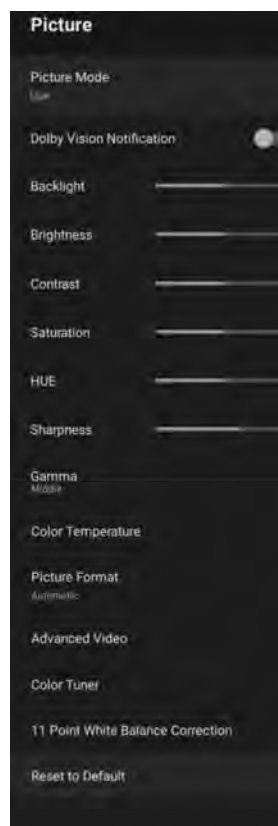 Picture
Picture Mode
User
Dolby Vision Notification
Backlight
Brightness
Contrast
Saturation
HUE
Sharpness
Gamma
Middle
Color Temperature
Picture Format
Automatic
Advanced Video
Color Tuner
11 Point White Balance Correction
Reset to Default